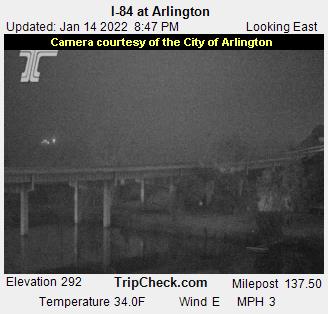 I-84 at Arlington
Updated: Jan 14 2022 8:47 PM Looking East
Camera courtesy of the City of Arlington
Elevation 292 TripCheck.com Milepost 137.50
Temperature 34.0F Wind E MPH 3